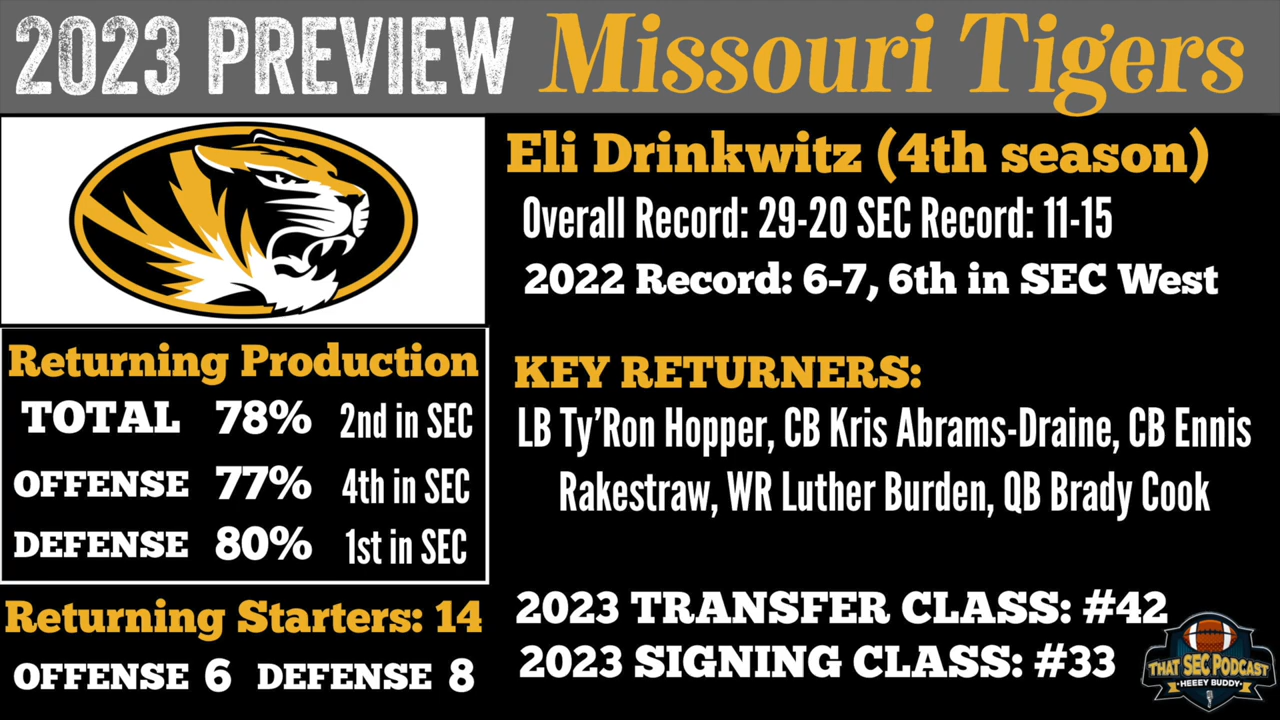 2023 PREVIEW Missouri Tigers
Eli Drinkwitz (4th season)
Overall Record: 29-20 SEC Record: 11-15
2022 Record: 6-7, 6th in SEC West
Returning Production
TOTAL 78% 2nd in SEC
OFFENSE 77% 4th in SEC
DEFENSE 80% 1st in SEC
Returning Starters: 14
OFFENSE 6 DEFENSE 8
KEY RETURNERS:
LB Ty'Ron Hopper, CB Kris Abrams-Draine, CB Ennis
Rakestraw, WR Luther Burden, QB Brady Cook
2023 TRANSFER CLASS: #42
2023 SIGNING CLASS: #33
THAT SEC PODCAST
HEEEY BUDDY